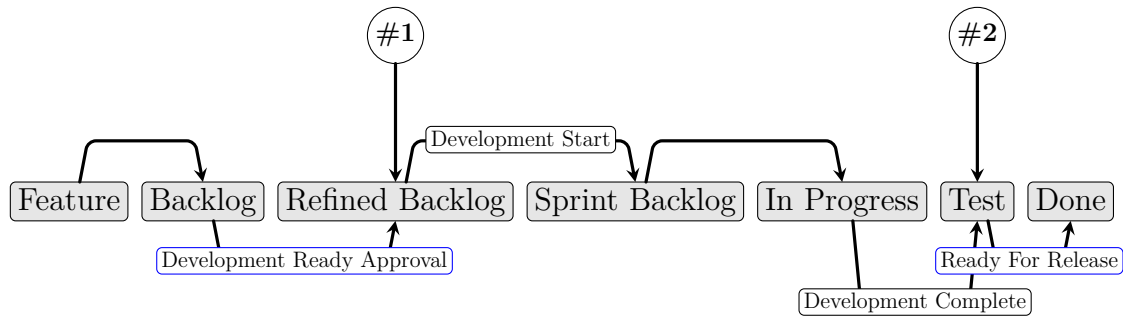 #1
#2
Development Start
Feature
Backlog
Refined Backlog
Sprint Backlog
In Progress
Test
Done
Development Ready Approval
Ready For Release
Development Complete